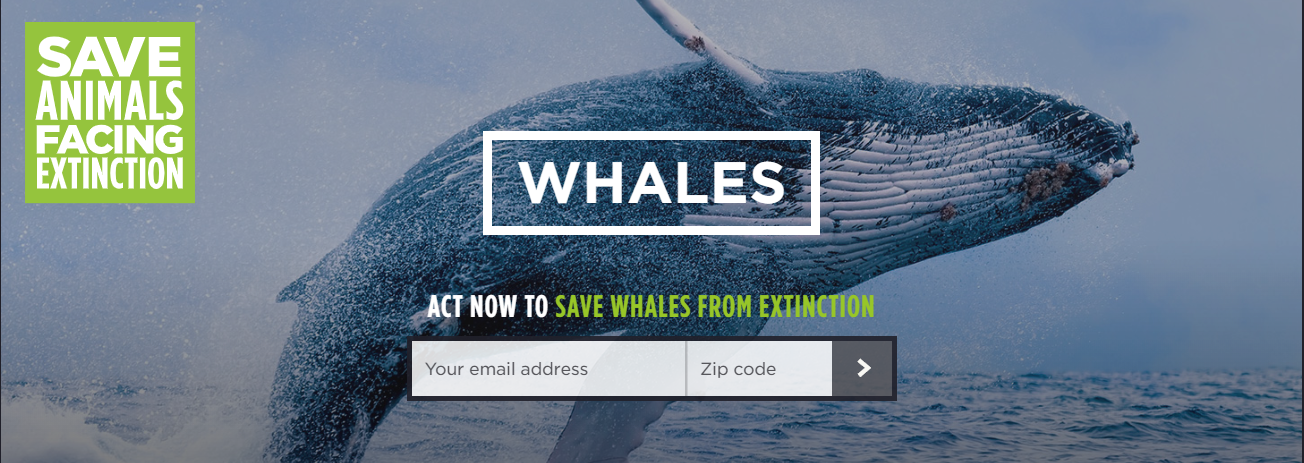 SAVE
ANIMALS
FACING
EXTINCTION
WHALES
ACT NOW TO SAVE WHALES FROM EXTINCTION
Your email address
Zip code